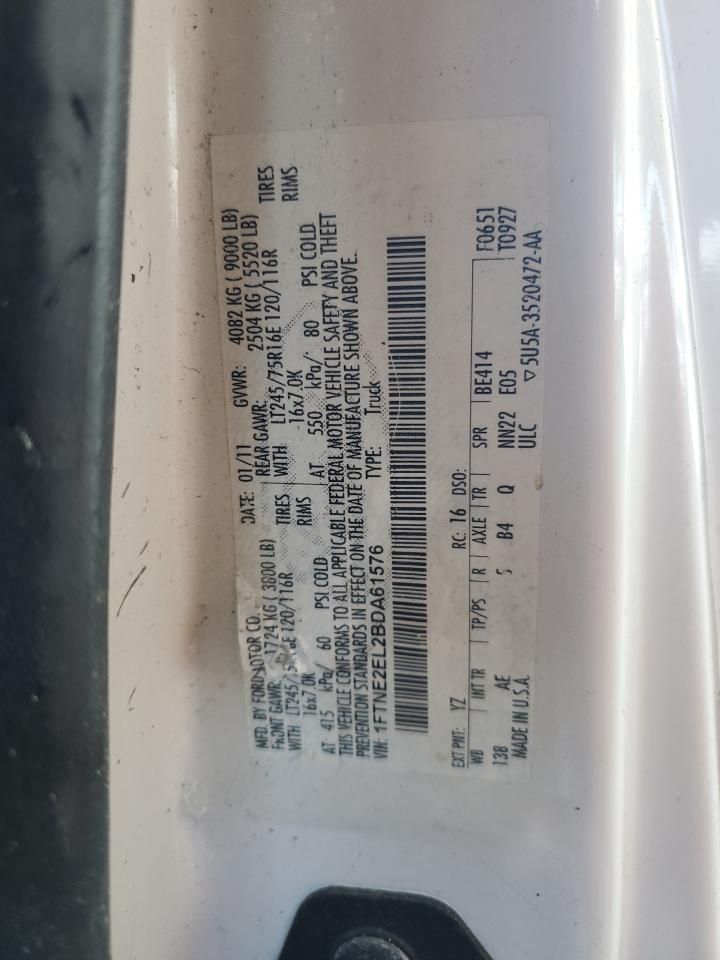 MFD. BY FORD MOTOR CO.
DATE: 01/11 GVWR: 4082 KG ( 9000 LB)
FRONT GAWR: 1724 KG ( 3800 LB) REAR GAWR: 2504 KG ( 5520 LB)
WITH LT245/75R16E 120/116R TIRES WITH LT245/75R16E 120/116R TIRES
16x7.0K RIMS 16x7.0K RIMS
AT 415 kPa/ 60 PSI COLD AT 550 kPa/ 80 PSI COLD
THIS VEHICLE CONFORMS TO ALL APPLICABLE FEDERAL MOTOR VEHICLE SAFETY AND THEFT
PREVENTION STANDARDS IN EFFECT ON THE DATE OF MANUFACTURE SHOWN ABOVE.
VIN: 1FTNE2EL2BDA61576 TYPE: Truck
EXT PNT: YZ RC: 16 DSO: F0651
WB INT TR TP/PS R AXLE TR SPR BE414 T0927
138 AE 5 B4 Q NN22 E05
MADE IN U.S.A. ULC ▽5U5A-3520472-AA